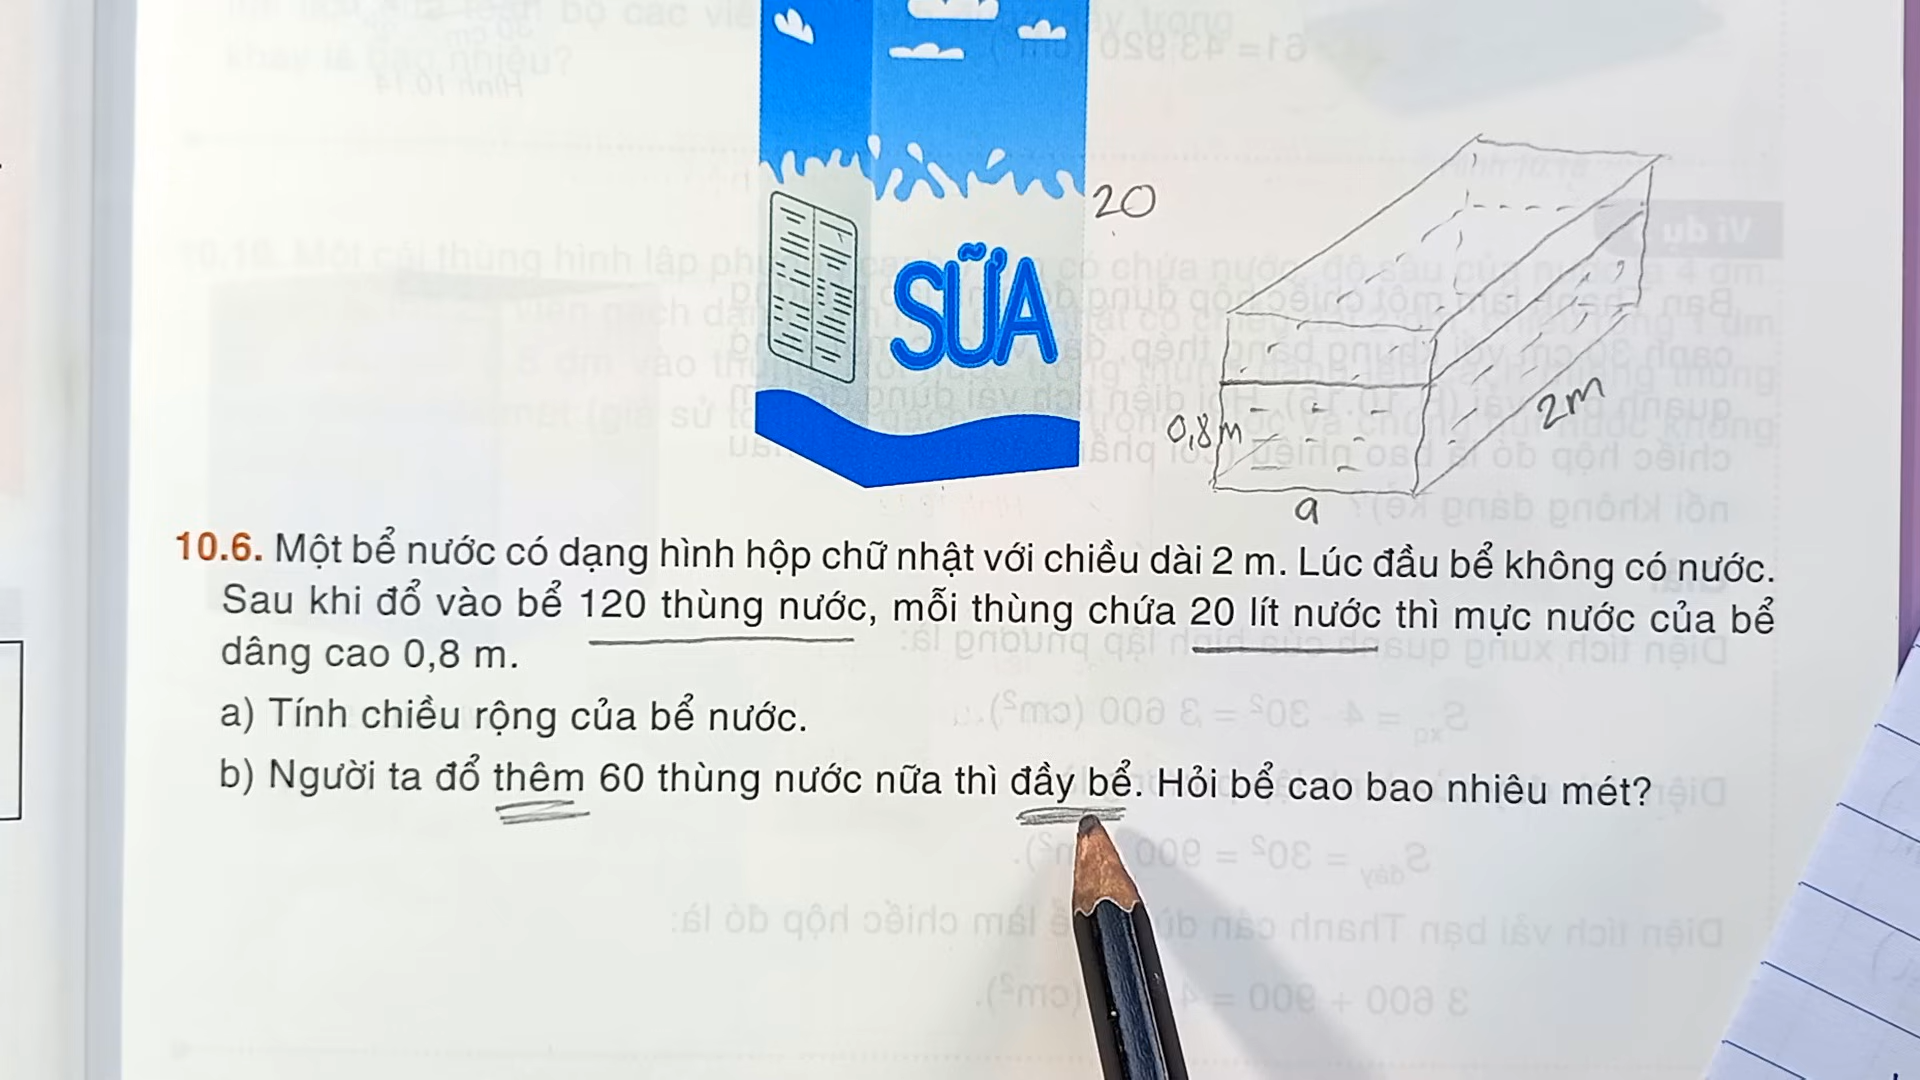 20
SỮA
0,8m
2m
a
10.6. Một bể nước có dạng hình hộp chữ nhật với chiều dài 2 m. Lúc đầu bể không có nước.
Sau khi đổ vào bể 120 thùng nước, mỗi thùng chứa 20 lít nước thì mực nước của bể
dâng cao 0,8 m.
a) Tính chiều rộng của bể nước.
b) Người ta đổ thêm 60 thùng nước nữa thì đầy bể. Hỏi bể cao bao nhiêu mét?